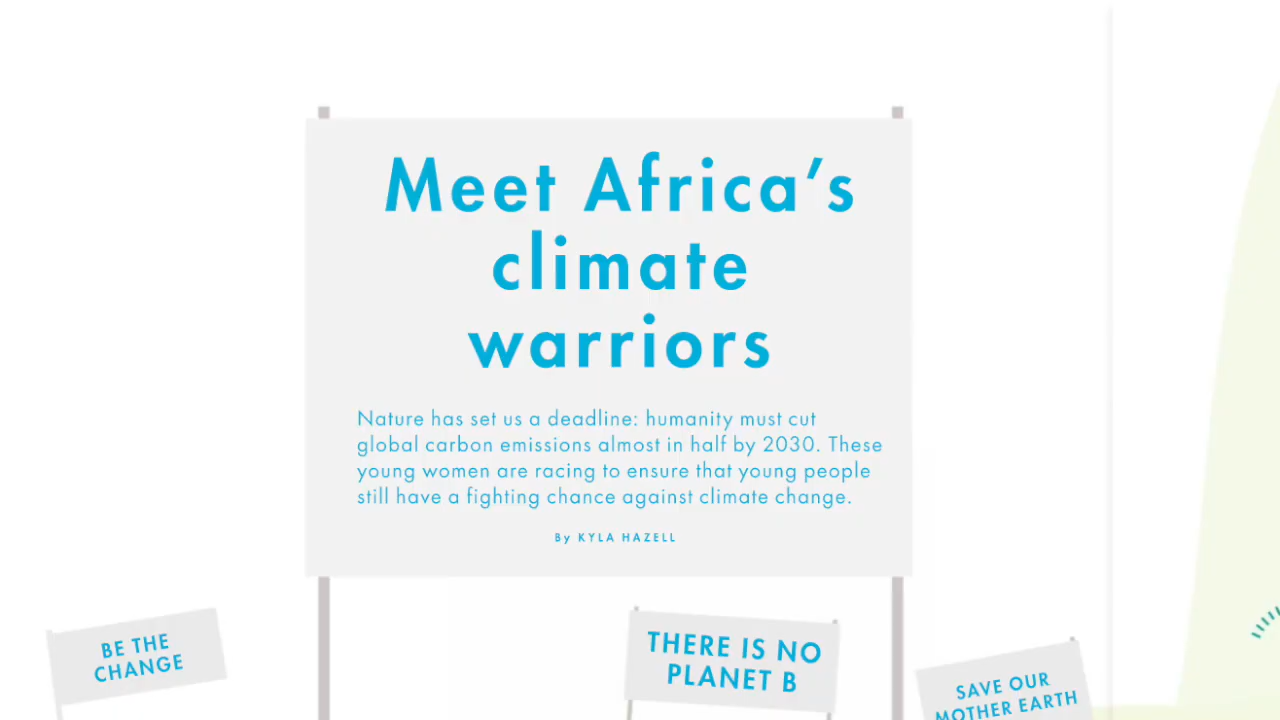 Meet Africa’s
climate
warriors
Nature has set us a deadline: humanity must cut
global carbon emissions almost in half by 2030. These
young women are racing to ensure that young people
still have a fighting chance against climate change.
By KYLA HAZELL
BE THE
CHANGE
THERE IS NO
PLANET B
SAVE OUR
MOTHER EARTH